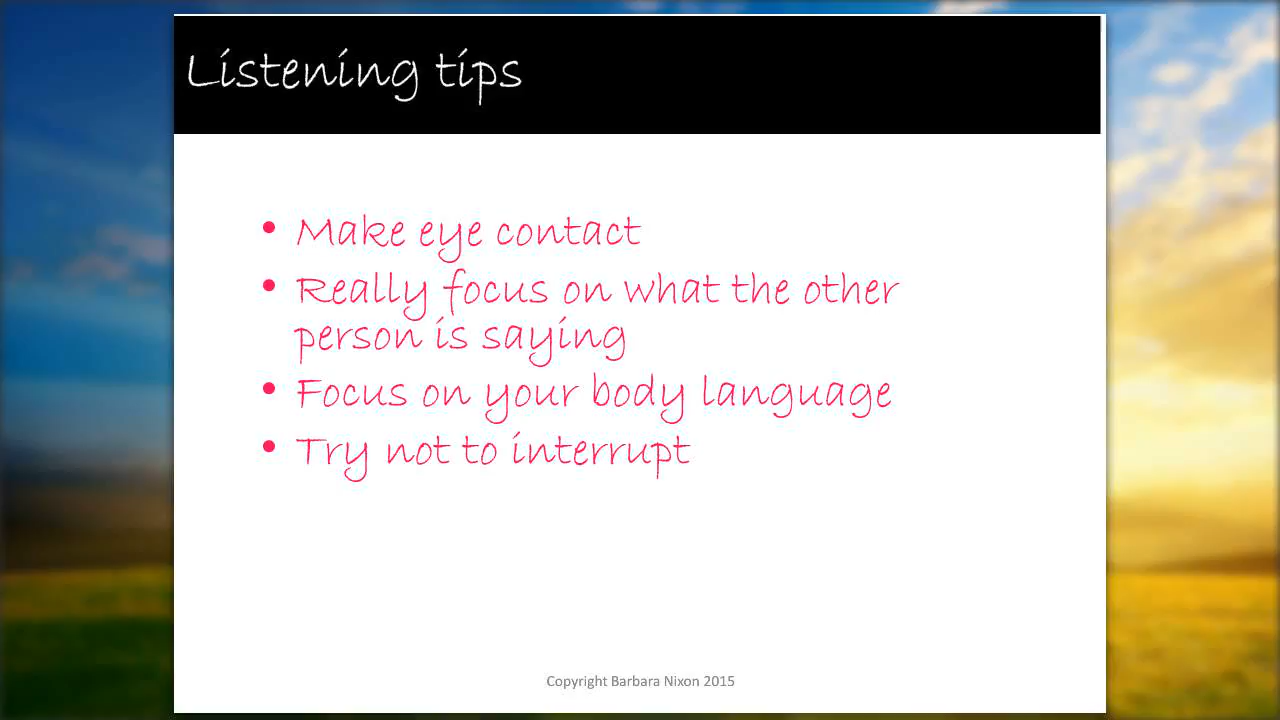 Listening tips
• Make eye contact
• Really focus on what the other
person is saying
• Focus on your body language
• Try not to interrupt
Copyright Barbara Nixon 2015